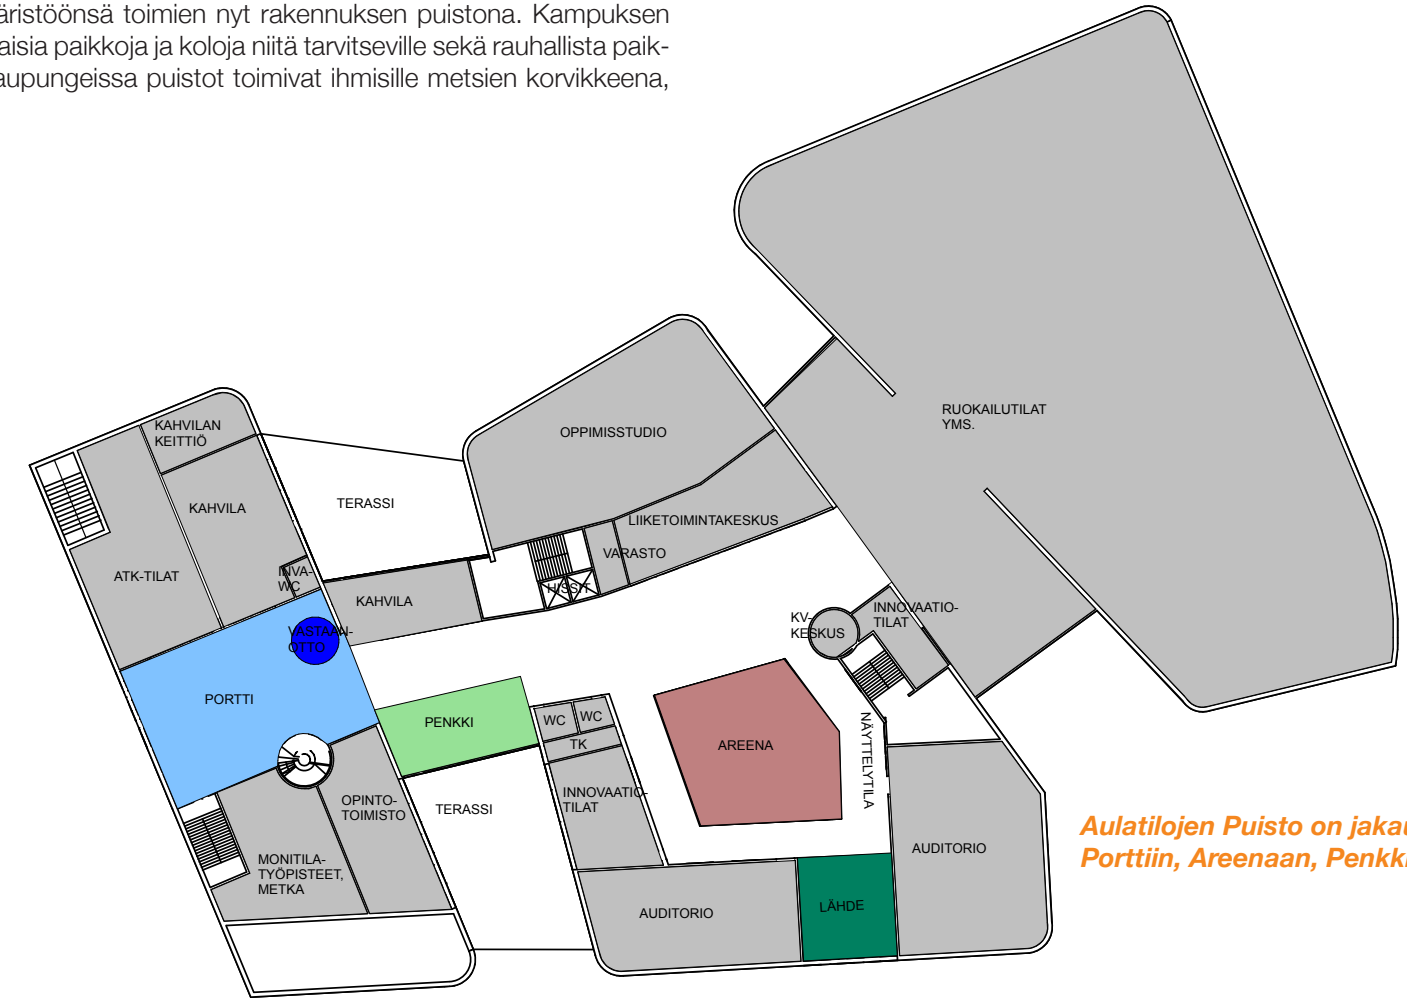 äristöönsä toimien nyt rakennuksen puistona. Kampuksen
aisia paikkoja ja koloja niitä tarvitseville sekä rauhallista paik-
aupungeissa puistot toimivat ihmisille metsien korvikkeena,
KAHVILAN
KEITTIÖ
KAHVILA
ATK-TILAT
INVA-
WC
TERASSI
KAHVILA
VASTAAN-
OTTO
PORTTI
PENKKI
OPPIMISSTUDIO
LIIKETOIMINTAKESKUS
VARASTO
HISSIT
RUOKAILUTILAT
YMS.
KV-
KESKUS
INNOVAATIO-
TILAT
WC
WC
TK
AREENA
NÄYTTELYTILA
INNOVAATIO-
TILAT
OPINTO-
TOIMISTO
TERASSI
MONITILA-
TYÖPISTEET,
METKA
AUDITORIO
LÄHDE
AUDITORIO
Aulatilojen Puisto on jakau
Porttiin, Areenaan, Penkki